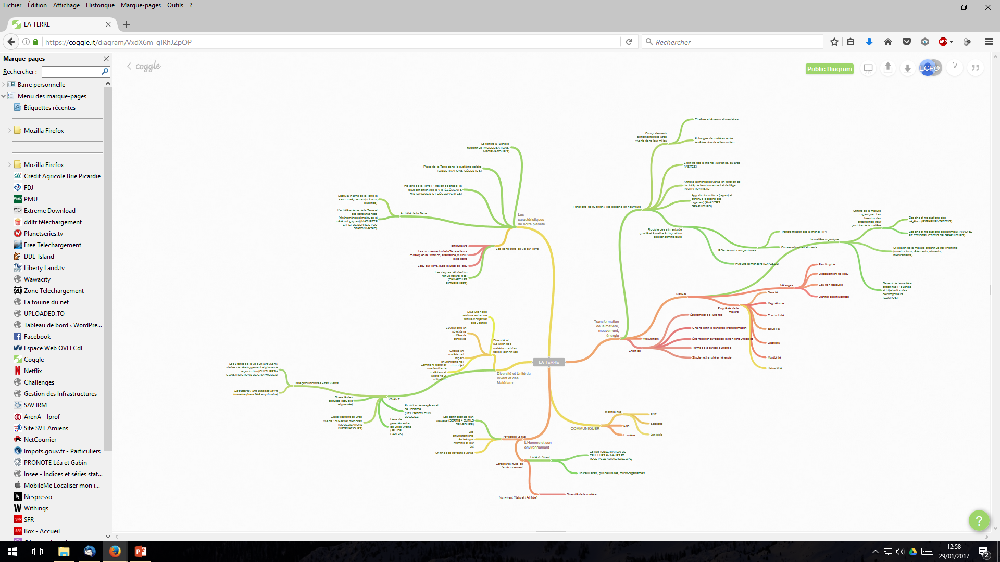 Fichier Édition Affichage Historique Marque-pages Outils ?
LA TERRE
https://coggle.it/diagram/VxdX6m-gIRhJZpOP
Rechercher
ABP
Marque-pages
Rechercher :
Barre personnelle
Menu des marque-pages
Étiquettes récentes
Mozilla Firefox
Mozilla Firefox
Crédit Agricole Brie Picardie
FDJ
PMU
Extreme Download
ddlfr téléchargement
Planetseries.tv
Free Telechargement
DDL-Island
Liberty Land.tv
Wawacity
Zone Telechargement
La fouine du net
UPLOADED.TO
Tableau de bord ‹ WordPre...
Facebook
Espace Web OVH CdF
Coggle
Netflix
Challenges
Gestion des Infrastructures
SAV IRM
ArenA - Iprof
Site SVT Amiens
NetCourrier
Impots.gouv.fr - Particuliers
PRONOTE Léa et Gabin
Insee - Indices et séries stat...
MobileMe Localiser mon i...
Nespresso
Withings
SFR
Box - Accueil
coggle
Public Diagram
ECPC
LA TERRE
Les
caractéristiques
de notre planète
Le temps à l'échelle
géologique (MODELISATIONS
INFORMATIQUES)
Place de la Terre dans le système solaire
(OBSERVATIONS CÉLESTES)
Histoire de la Terre (+ notion d'espace) et
développement de la Vie (ÉLÉMENTS
HISTORIQUES ET DÉCOUVERTES)
Activité de la Terre
L'activité interne de la Terre et
ses conséquences (volcans,
séismes)
L'activité externe de la Terre et
ses conséquences
(phénomènes climatiques et
météorologiques) (MAQUETTE
EFFET DE SERRE ET/OU
STATION MÉTÉO)
Les conditions de vie sur Terre
Température
Les mouvements de la Terre et leurs
conséquence : rotation, alternance jour/nuit
et saisons
L'eau sur Terre, cycle et états de l'eau
Les risques : étude d'un
risque naturel local
(DÉMARCHES
EXTÉRIEURES)
Diversité et Unité du
Vivant et des
Matériaux
Diversité et
évolution des
matériaux et des
objets techniques
L'évolution des
relations entre une
famille d'objets et
ses usages
L'évolution d'un
objet dans
différents
contextes
Choix d'un
matériau et
impact
environnemental
d'un objet
Comment identifier
une famille de
matériaux et
justifier leur
utilisation
VIVANT
La reproduction des êtres vivants
Les étapes de la vie d'un être vivant :
stades de développement et phase de
reproduction (CULTURES +
CONSTRUCTIONS DE GRAPHIQUES)
La puberté : une étape de la vie
humaine (transféré au primaire)
Diversité des
espèces (actuelle
et passée)
Classification des êtres
vivants : critères et méthodes
(MODELISATIONS
INFORMATIQUES)
Évolution des espèces et
de l'Homme
(UTILISATION D'UN
LOGICIEL)
Liens de
parentés entre
les êtres vivants
(JEU DE
CARTES)
L'Homme et son
environnement
Paysages variés
Les composantes d'un
paysage (SORTIE + OUTILS
DE MESURE)
Les
aménagements
réalisés par
l'Homme et leur
but
Origine des paysages variés
Caractéristiques de
l'environnement
Unité du Vivant
Cellule (OBSERVATION DE
CELLULES ANIMALES ET
VEGETALES AU MICROSCOPE)
Unicellulaires, pluricellulaires, micro-organismes
Non-vivant (Naturel / Artificiel)
Diversité de la matière
COMMUNIQUER
Informatique
ENT
Stockage
Logiciels
Son
Lumière
Transformation
de la matière,
mouvement,
énergie
Fonctions de nutrition : les besoins en nourriture
Comportements
alimentaires des êtres
vivants dans leur milieu
Chaînes et réseaux alimentaires
Échanges de matières entre
les êtres vivants et leur milieu
L'origine des aliments : élevages, cultures
(VISITES)
Apports alimentaires variés en fonction de
l'activité, de l'environnement et de l'âge
(NUTRITIONNISTE)
Apports discontinus (repas) et
continus (besoins des
organes) (ANALYSES
GRAPHIQUES)
Produire des aliments de
qualité et à mettre à disposition
des consommateurs
Rôle des micro-organismes
Transformation des aliments (TP)
Conservation des aliments
Hygiène alimentaire (EXPOSÉS)
Matière
La matière organique
Origine de la matière
organique : Les
besoins des
organismes pour
produire de la matière
Besoins et productions des
végétaux (EXPÉRIMENTATIONS)
Besoins et productions des animaux (ANALYSE
ET CONSTRUCTIONS DE GRAPHIQUES)
Utilisation de la matière organique par l'Homme
(constructions, vêtements, aliments,
médicaments)
Devenir de la matière
organique (+ déchets
et tri) et action des
décomposeurs
(COMPOST)
Mélanges
Eau limpide
Dessalement de l'eau
Eau non-gazeuse
Danger des mélanges
Propriétés de la
matière
Densité
Magnétisme
Conductivité
Solubilité
Elasticité
Miscibilité
Usinabilité
Mouvement
Energies
Économiser de l'énergie
Chaine simple d'énergie (transformation)
Énergies renouvelables et non-renouvelables
Formes et sources d'énergie
Stocker et transférer l'énergie
?
12:58
29/01/2017
2